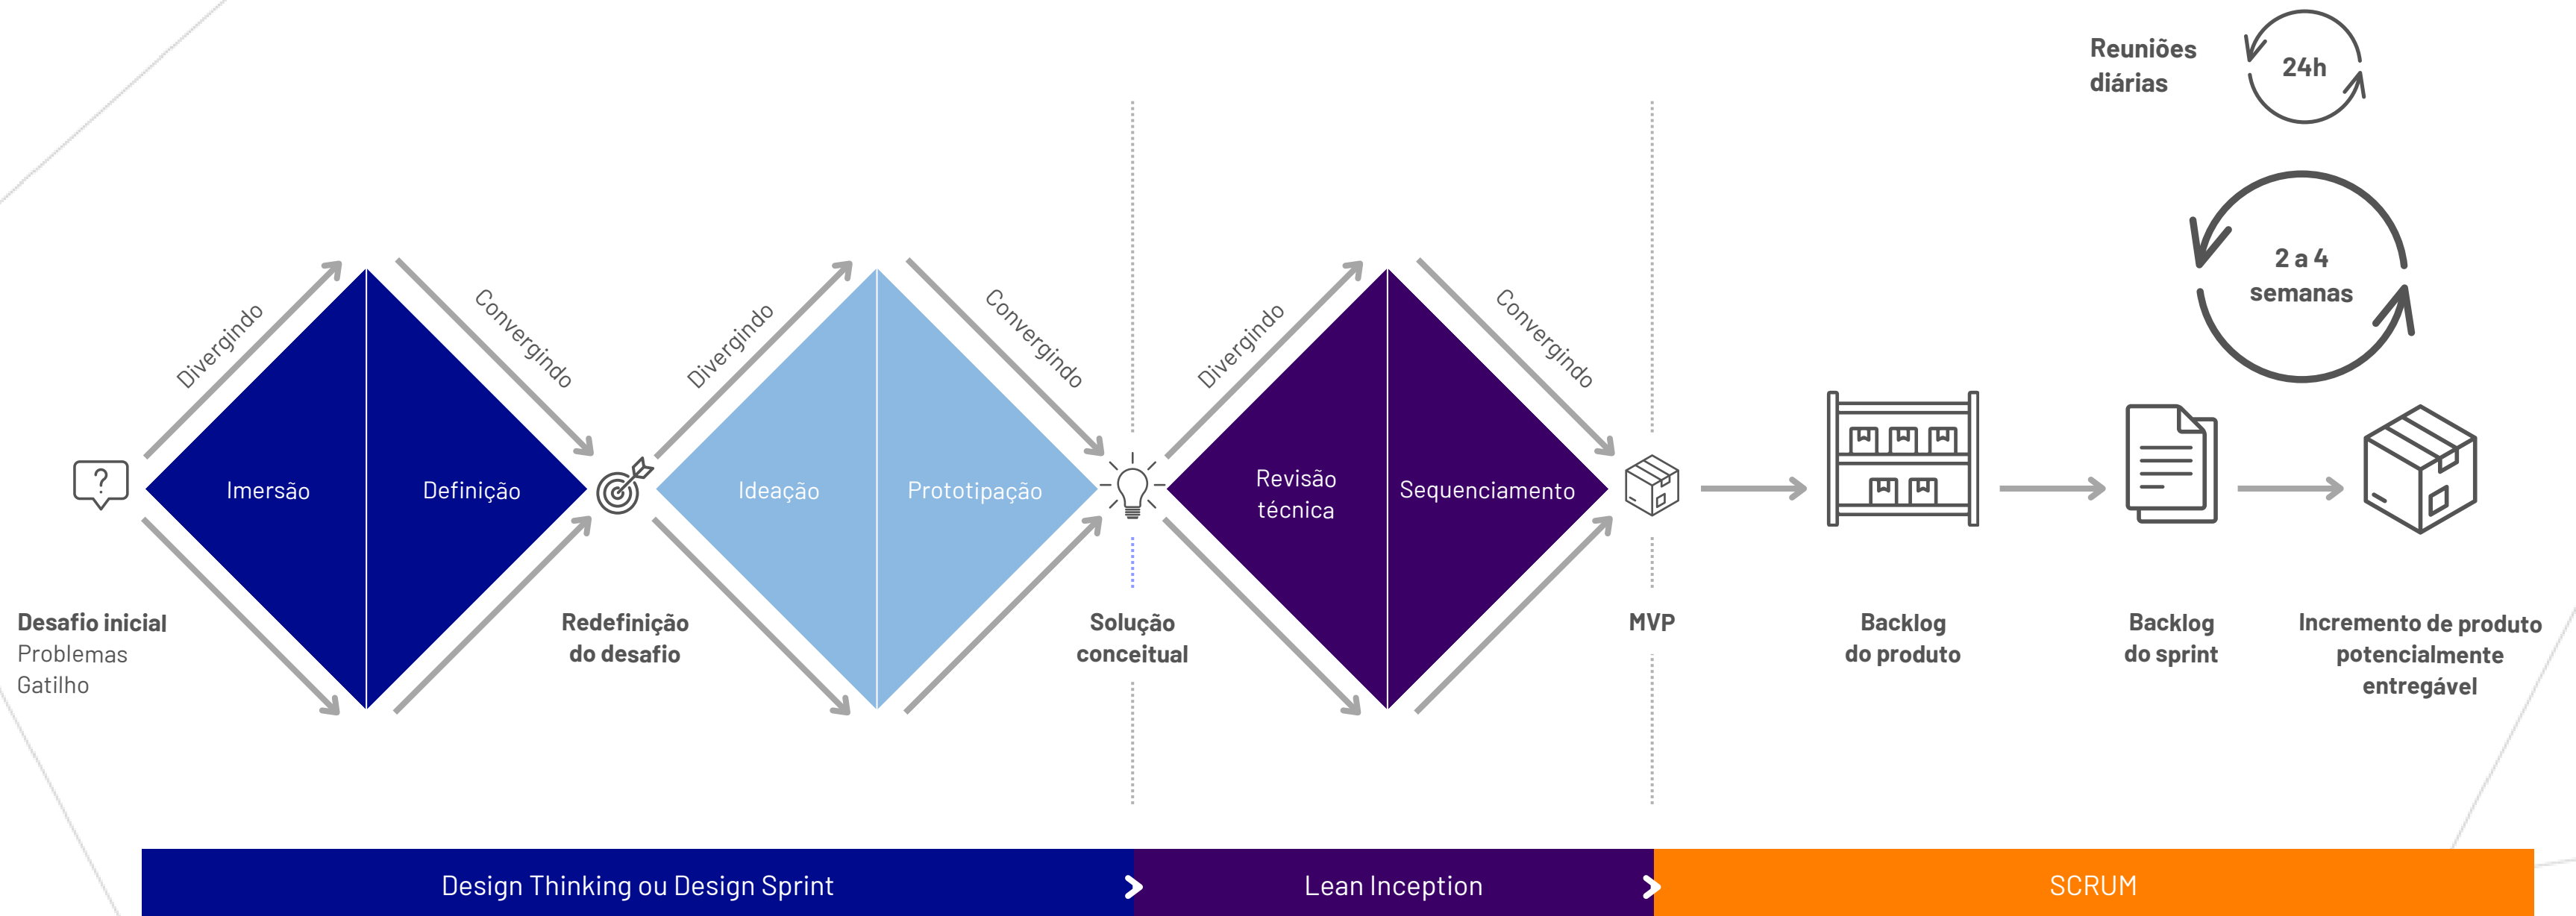 Reuniões
diárias
24h
2 a 4
semanas
Divergindo
Convergindo
Divergindo
Convergindo
Divergindo
Convergindo
?
Imersão
Definição
Ideação
Prototipação
Revisão
técnica
Sequenciamento
Desafio inicial
Problemas
Gatilho
Redefinição
do desafio
Solução
conceitual
MVP
Backlog
do produto
Backlog
do sprint
Incremento de produto
potencialmente
entregável
Design Thinking ou Design Sprint
Lean Inception
SCRUM